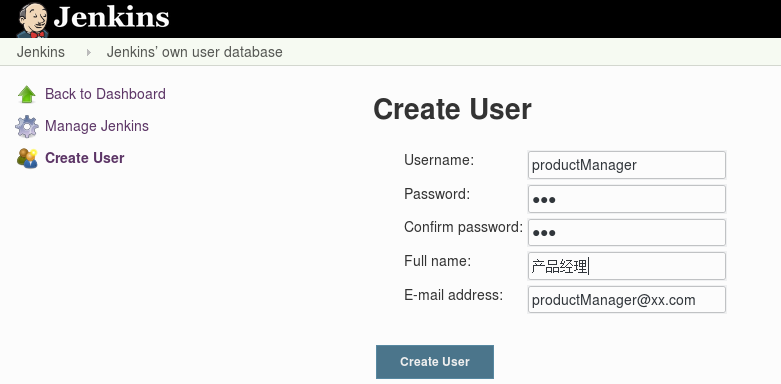 Jenkins
Jenkins Jenkins' own user database
Back to Dashboard
Manage Jenkins
Create User
Create User
Username: productManager
Password: •••
Confirm password: •••
Full name: 产品经理
E-mail address: productManager@xx.com
Create User